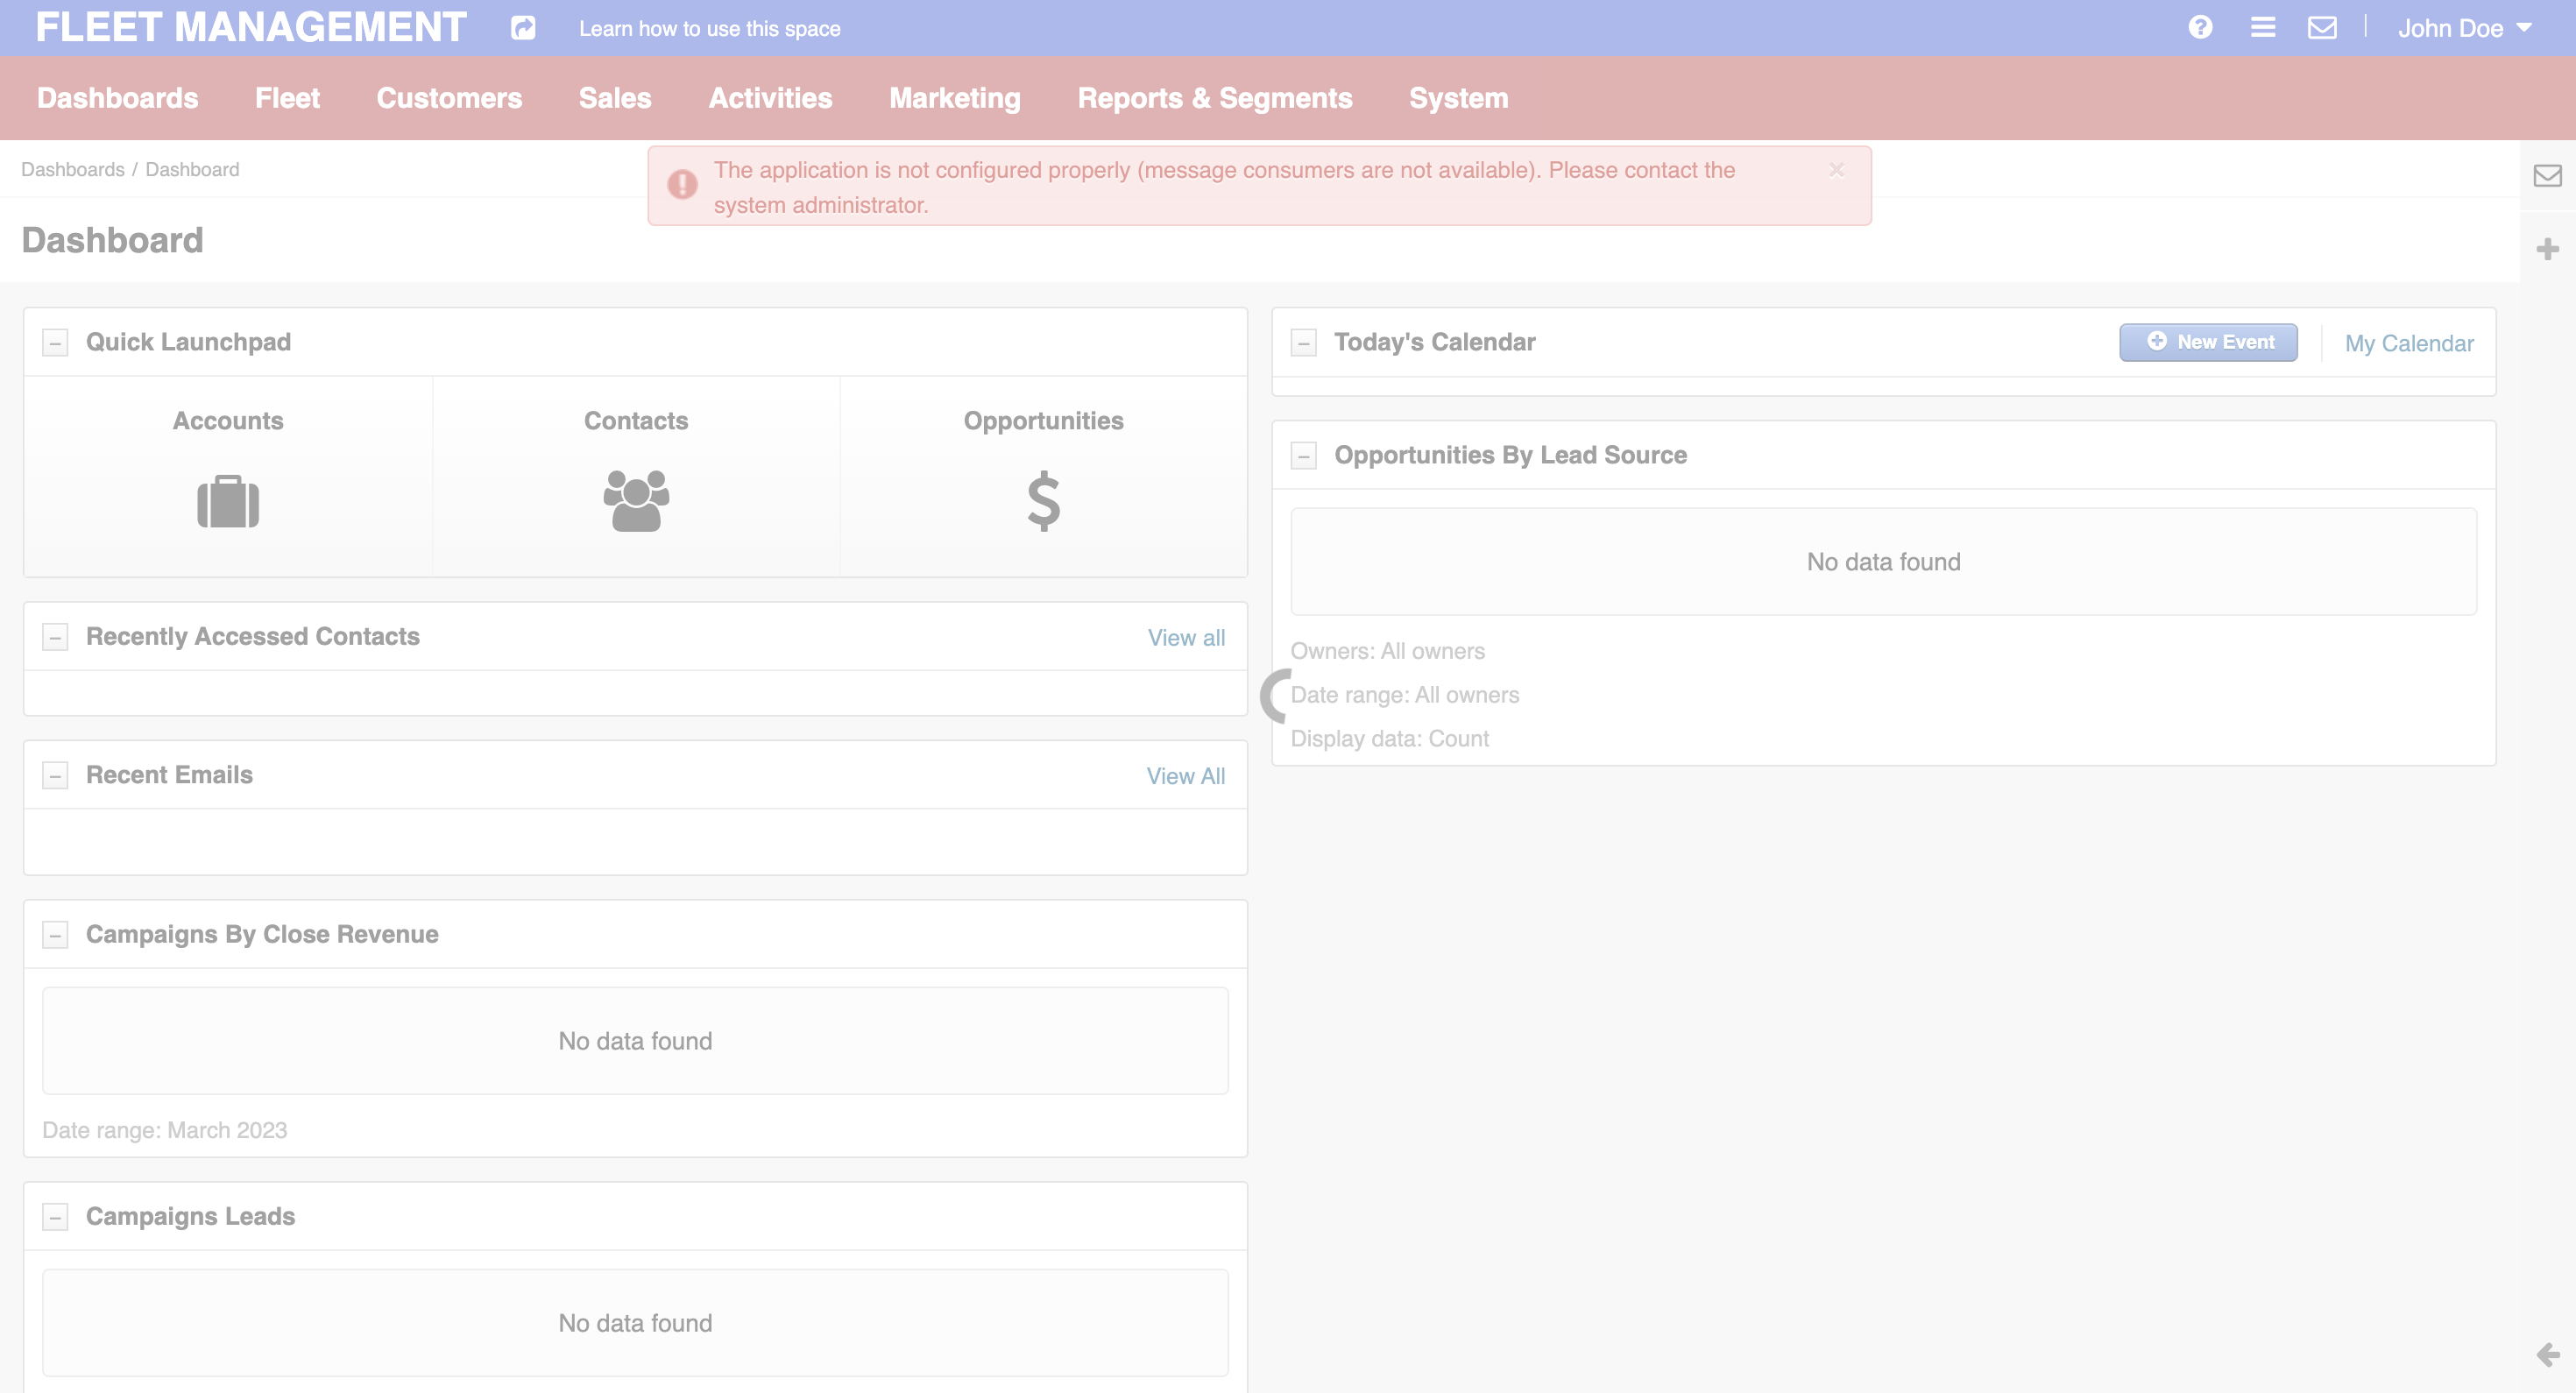 FLEET MANAGEMENT
Learn how to use this space
John Doe
Dashboards
Fleet
Customers
Sales
Activities
Marketing
Reports & Segments
System
Dashboards / Dashboard
The application is not configured properly (message consumers are not available). Please contact the
system administrator.
Dashboard
Quick Launchpad
Accounts
Contacts
Opportunities
Recently Accessed Contacts
View all
Recent Emails
View All
Campaigns By Close Revenue
No data found
Date range: March 2023
Campaigns Leads
No data found
Today's Calendar
New Event
My Calendar
Opportunities By Lead Source
No data found
Owners: All owners
Date range: All owners
Display data: Count